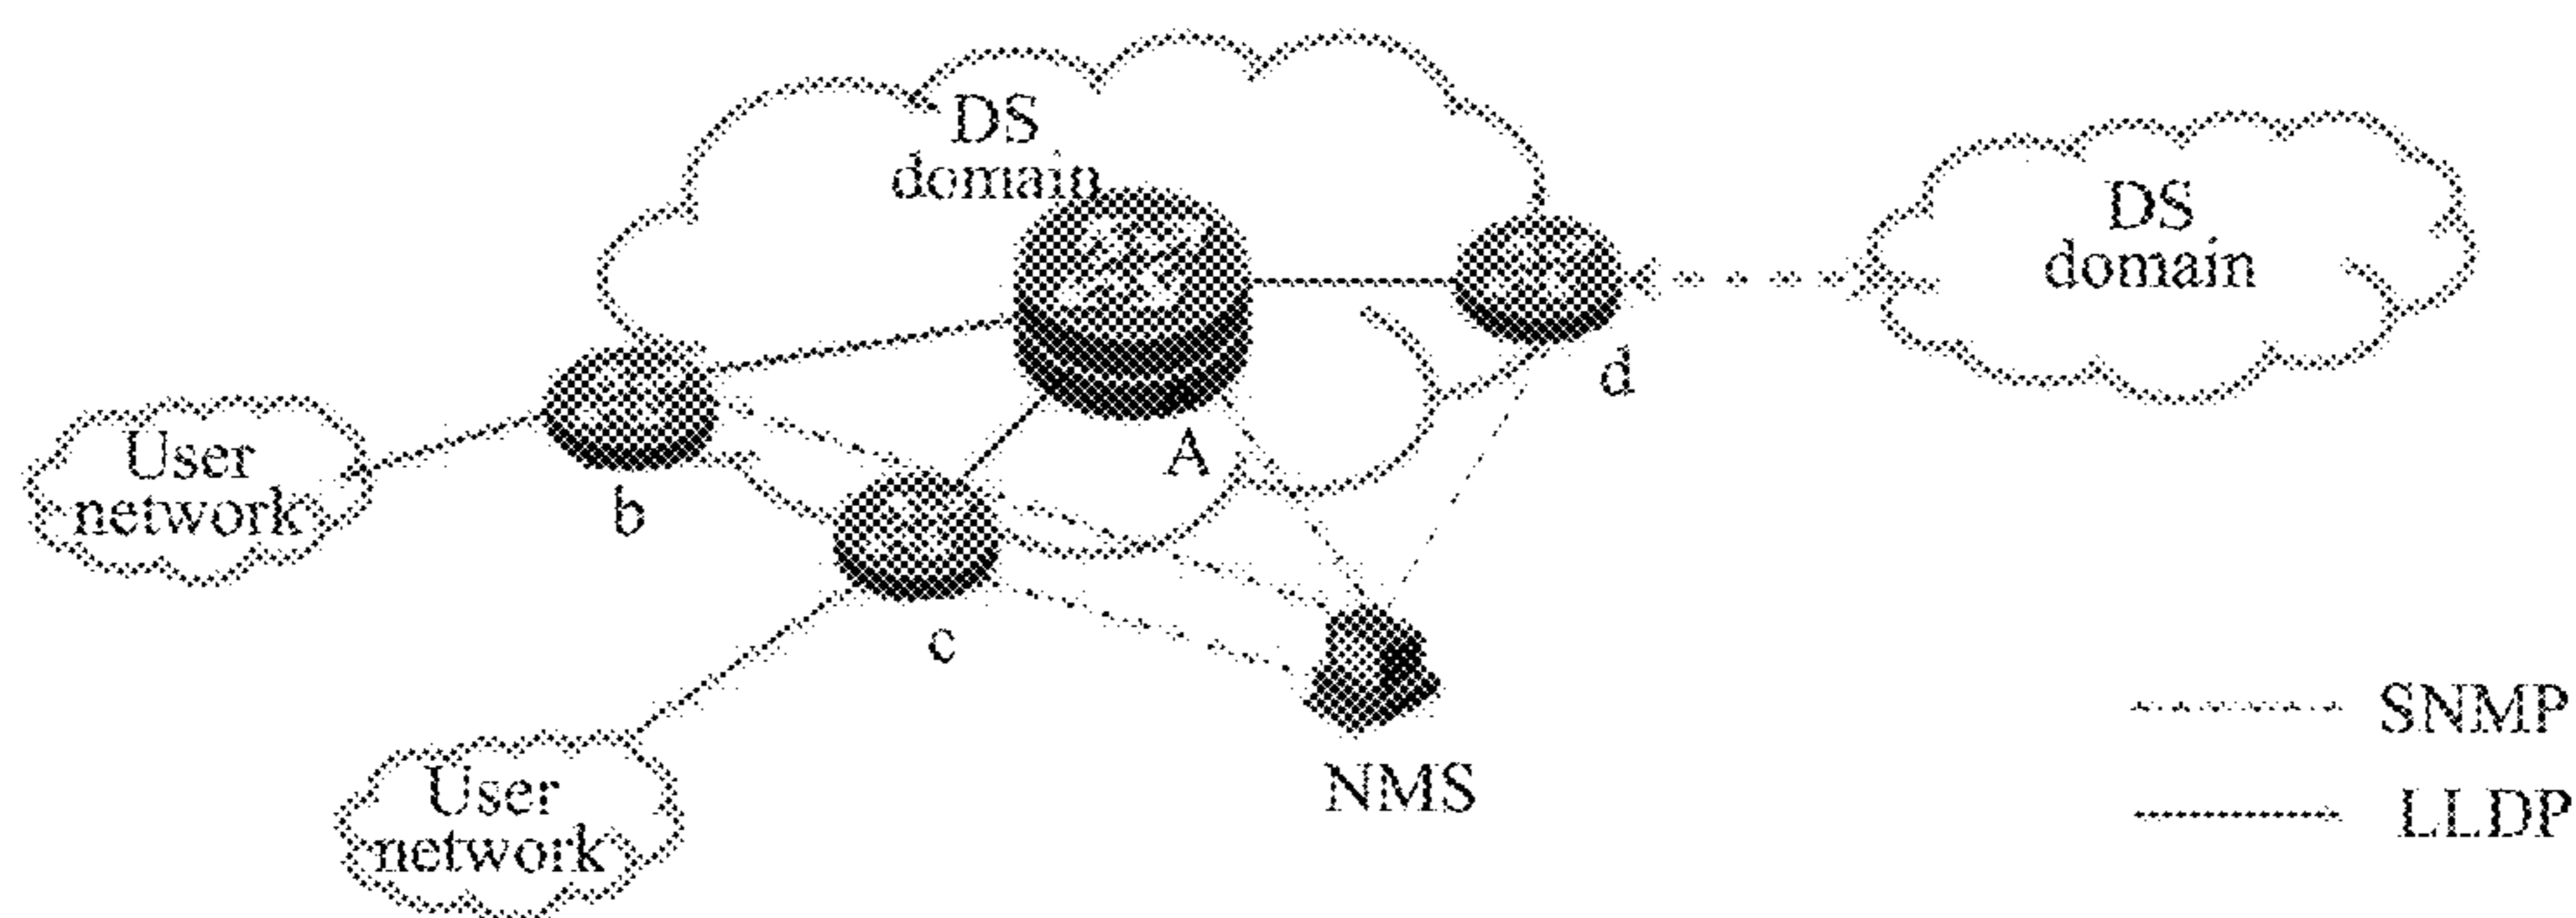 DS
domain
DS
domain
A
d
User
network
b
c
User
network
NMS
SNMP
LLDP